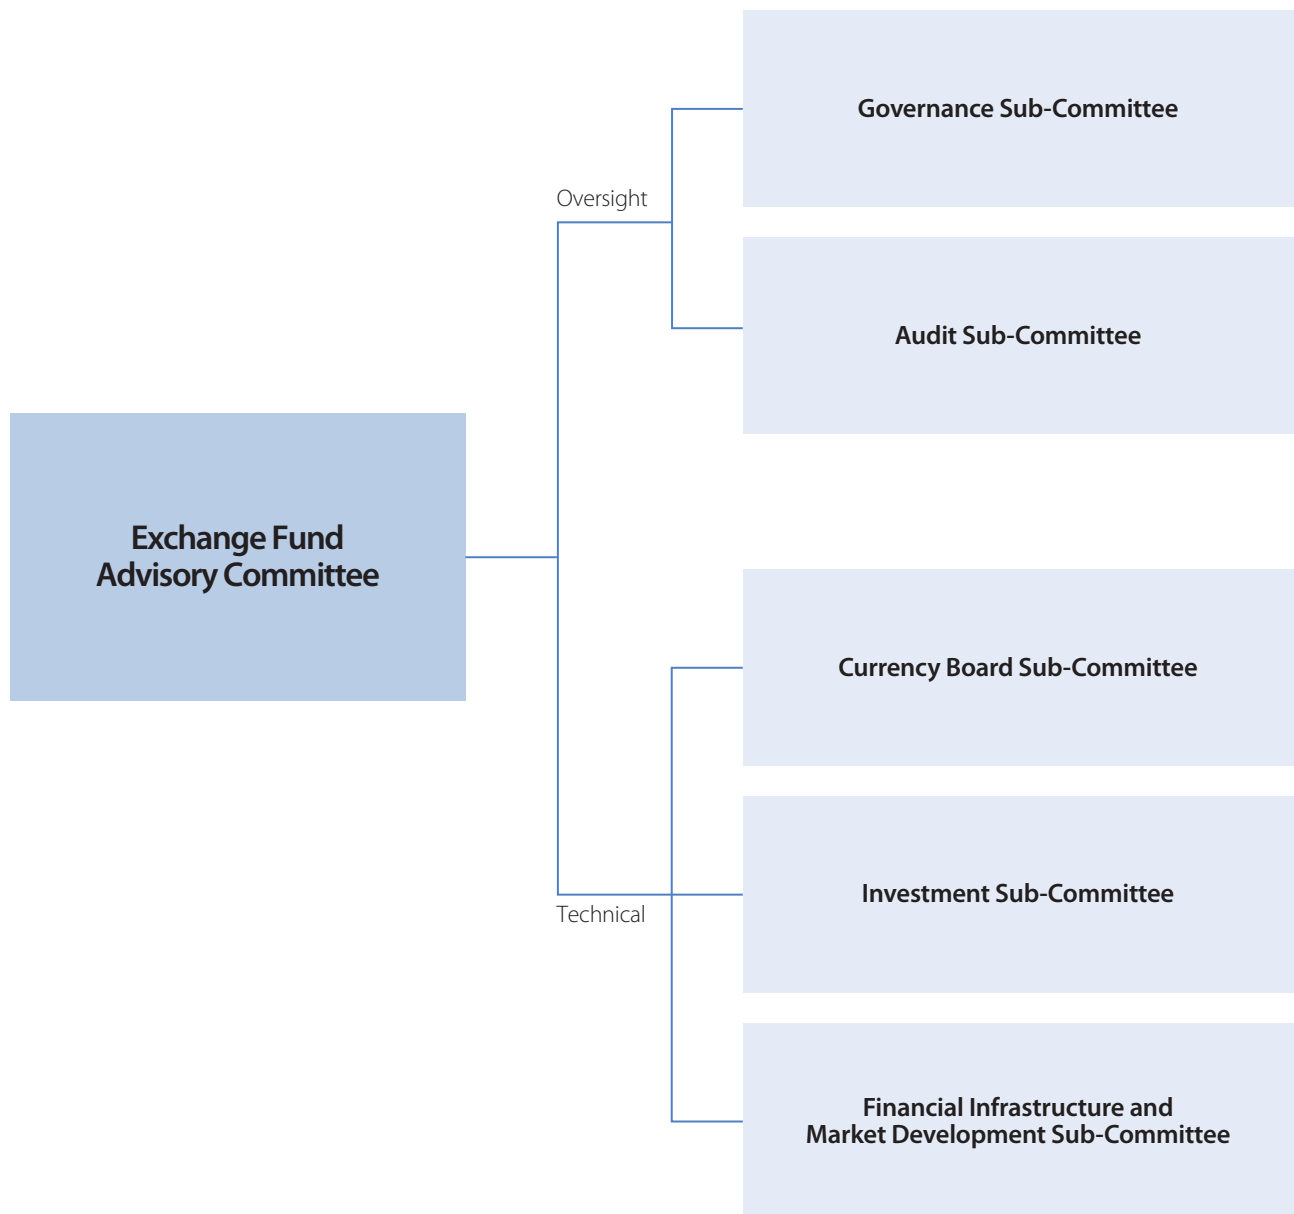 Governance Sub-Committee
Oversight
Audit Sub-Committee
Exchange Fund
Advisory Committee
Currency Board Sub-Committee
Investment Sub-Committee
Technical
Financial Infrastructure and
Market Development Sub-Committee